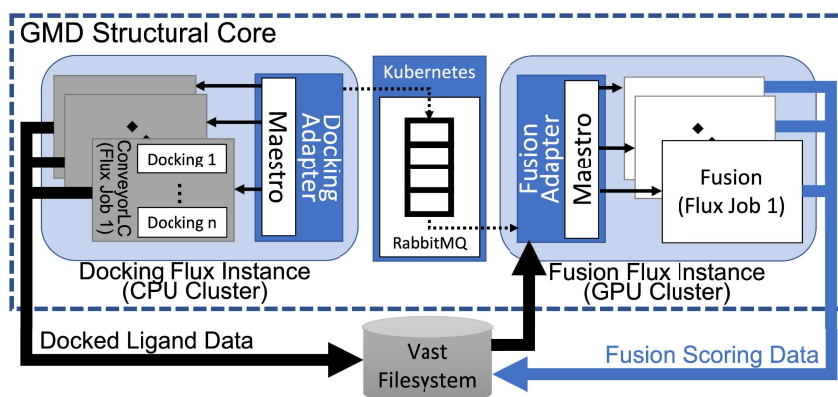 GMD Structural Core
ConveyorLC
(Flux Job 1)
Docking 1
Docking n
Maestro
Docking
Adapter
Docking Flux Instance
(CPU Cluster)
Kubernetes
RabbitMQ
Fusion
Adapter
Maestro
Fusion
(Flux Job 1)
Fusion Flux Instance
(GPU Cluster)
Docked Ligand Data
Vast
Filesystem
Fusion Scoring Data